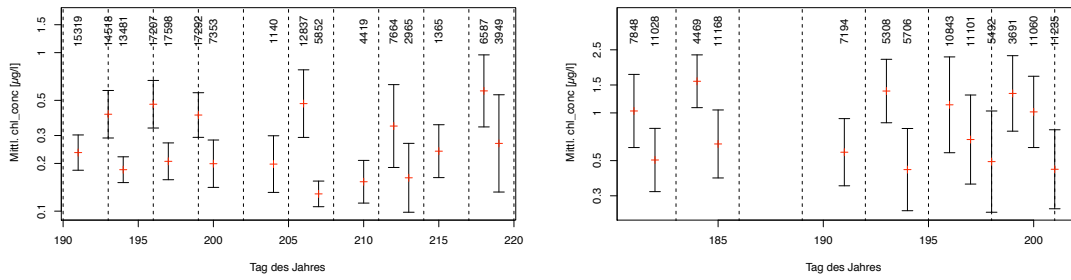 15319 14518 13481 17297 17598 17292 7353 1140 12837 5852 4419 7664 2965 1365 6587 3949
Mittl. chl_conc [µg/l]
1.5
1
0.5
0.3
0.2
0.1
190 195 200 205 210 215 220
Tag des Jahres
7848 11028 4469 11168 7194 5308 5706 10843 11101 5492 3691 11060 11235
Mittl. chl_conc [µg/l]
2.5
1.5
1
0.5
0.3
185 190 195 200
Tag des Jahres